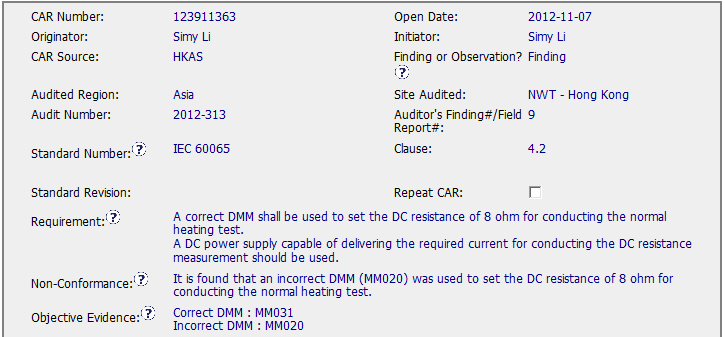 CAR Number: 123911363 Open Date: 2012-11-07
Originator: Simy Li Initiator: Simy Li
CAR Source: HKAS Finding or Observation? Finding
?
Audited Region: Asia Site Audited: NWT - Hong Kong
Audit Number: 2012-313 Auditor's Finding#/Field 9
Report#:
Standard Number:? IEC 60065 Clause: 4.2
Standard Revision: Repeat CAR:
Requirement:? A correct DMM shall be used to set the DC resistance of 8 ohm for conducting the normal
heating test.
A DC power supply capable of delivering the required current for conducting the DC resistance
measurement should be used.
Non-Conformance:? It is found that an incorrect DMM (MM020) was used to set the DC resistance of 8 ohm for
conducting the normal heating test.
Objective Evidence:? Correct DMM : MM031
Incorrect DMM : MM020